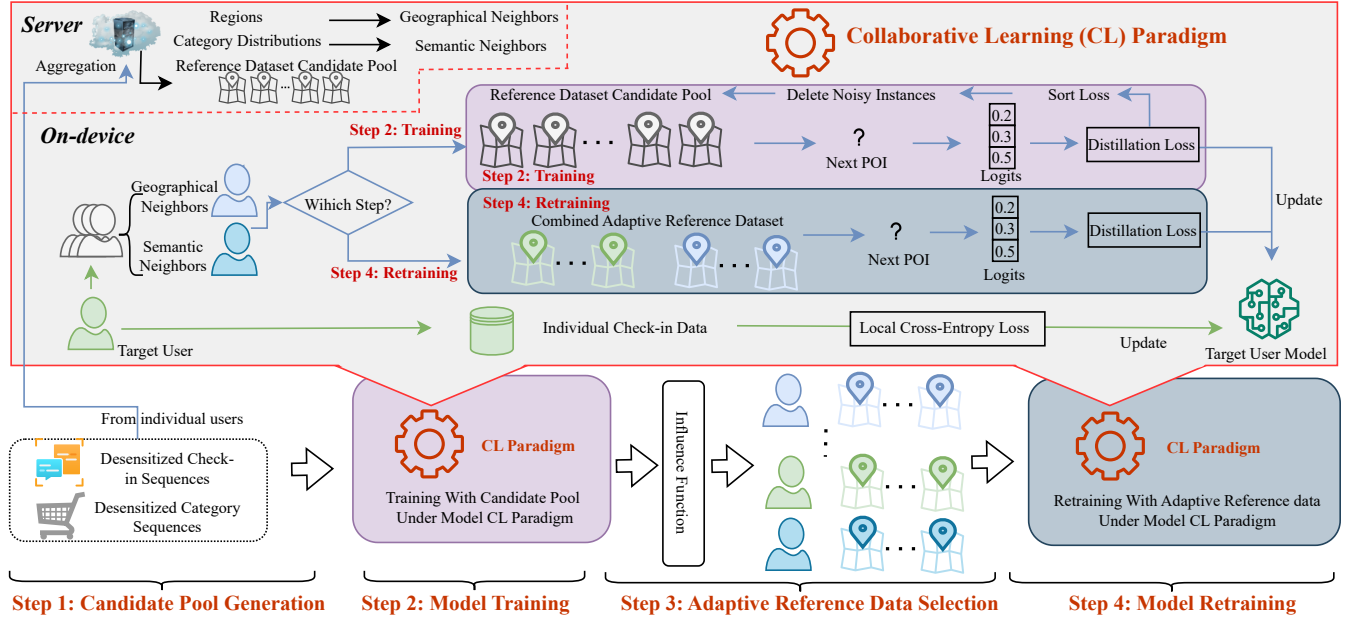 Server
Regions
Geographical Neighbors
Category Distributions
Semantic Neighbors
Aggregation
Reference Dataset Candidate Pool
...
Collaborative Learning (CL) Paradigm
On-device
Step 2: Training
Reference Dataset Candidate Pool
Delete Noisy Instances
Sort Loss
...
?
Next POI
0.2
0.3
0.5
Logits
Distillation Loss
Step 2: Training
Geographical
Neighbors
Semantic
Neighbors
Wihich Step?
Step 4: Retraining
Step 4: Retraining
Combined Adaptive Reference Dataset
... ...
?
Next POI
0.2
0.3
0.5
Logits
Distillation Loss
Update
Target User
Individual Check-in Data
Local Cross-Entropy Loss
Update
Target User Model
From individual users
Desensitized Check-
in Sequences
Desensitized Category
Sequences
CL Paradigm
Training With Candidate Pool
Under Model CL Paradigm
Influence Function
...
...
...
...
CL Paradigm
Retraining With Adaptive Reference data
Under Model CL Paradigm
Step 1: Candidate Pool Generation
Step 2: Model Training
Step 3: Adaptive Reference Data Selection
Step 4: Model Retraining